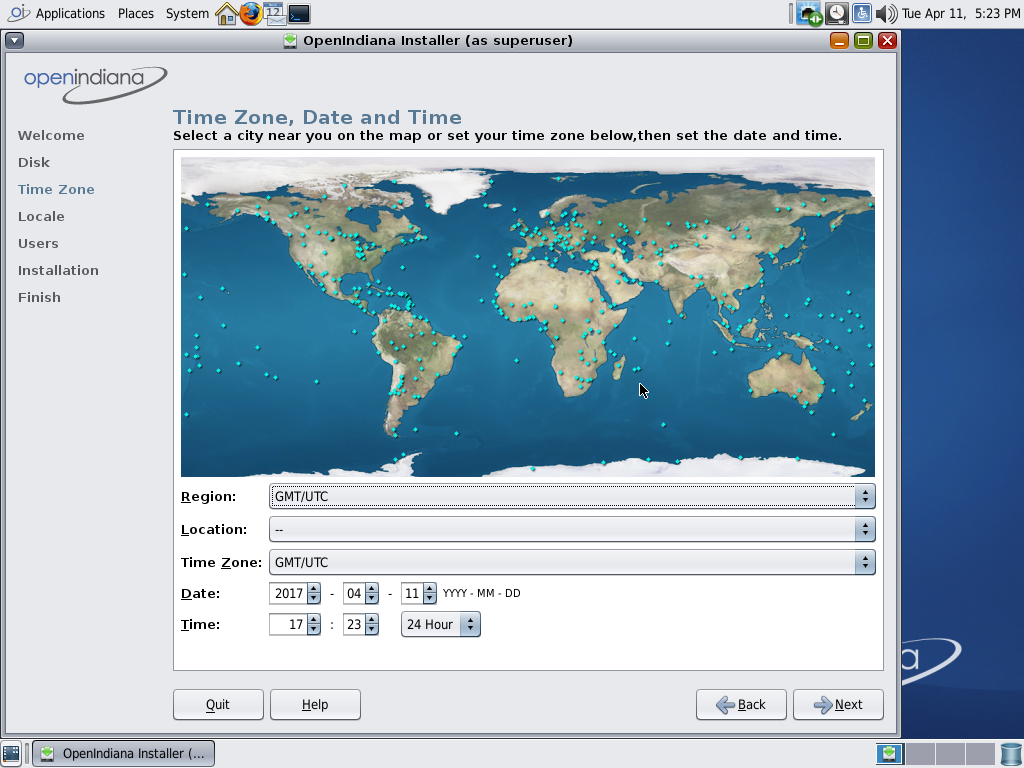 Applications Places System 12 Tue Apr 11, 5:23 PM
OpenIndiana Installer (as superuser)
openindiana
Time Zone, Date and Time
Select a city near you on the map or set your time zone below,then set the date and time.
Welcome
Disk
Time Zone
Locale
Users
Installation
Finish
Region: GMT/UTC
Location: --
Time Zone: GMT/UTC
Date: 2017 - 04 - 11 YYYY - MM - DD
Time: 17 : 23 24 Hour
a
Quit Help Back Next
OpenIndiana Installer (...